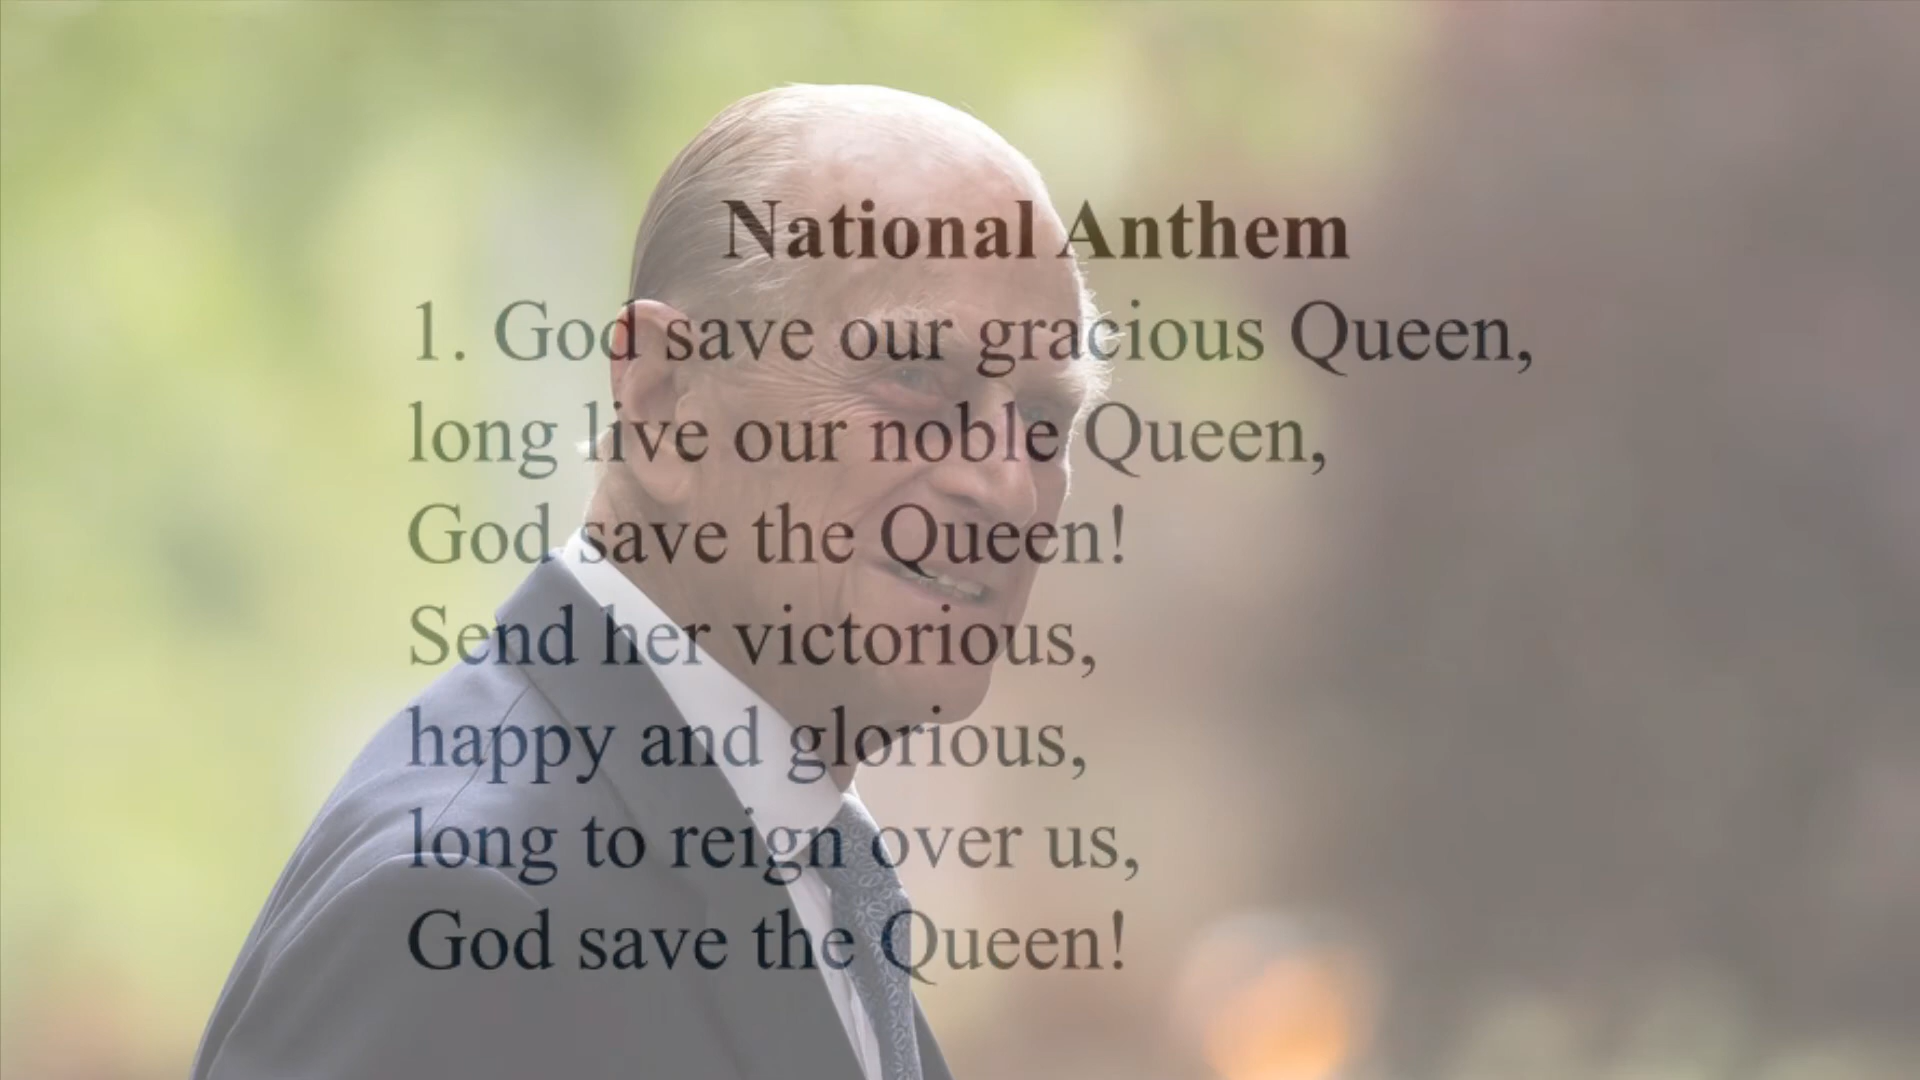 National Anthem
1. God save our gracious Queen,
long live our noble Queen,
God save the Queen!
Send her victorious,
happy and glorious,
long to reign over us,
God save the Queen!